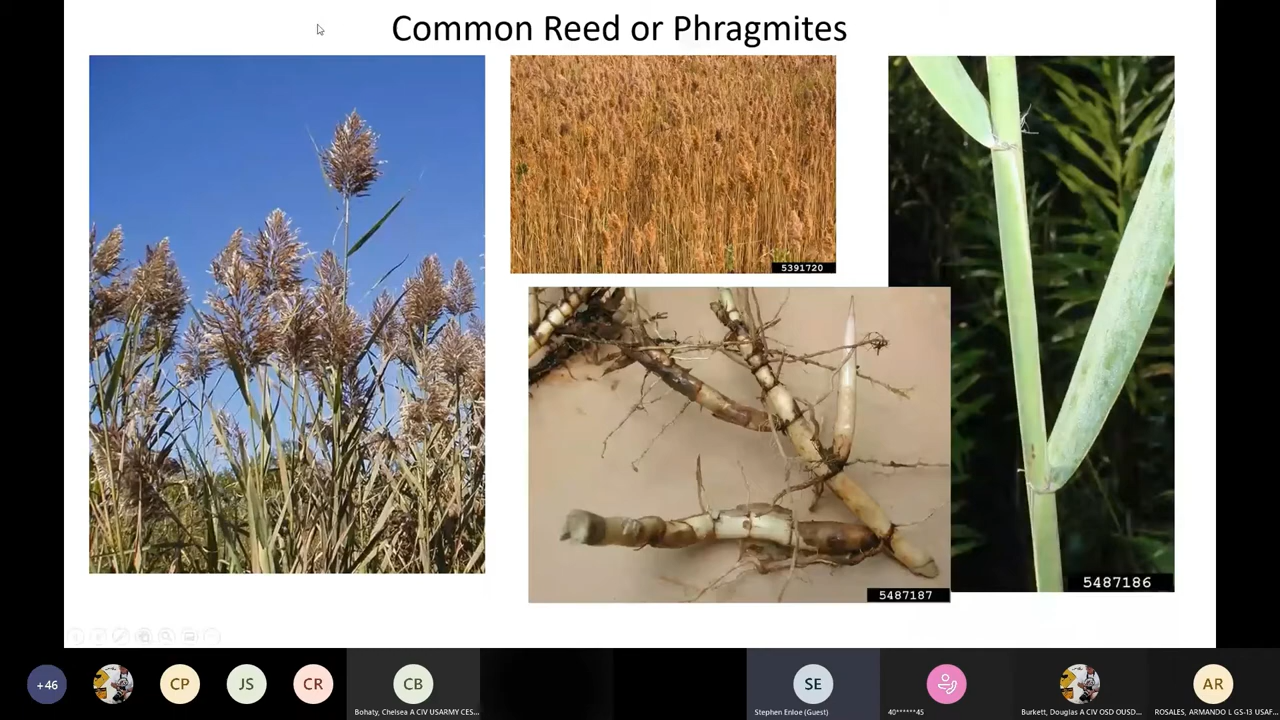 Common Reed or Phragmites
5391720
5487187
5487186
+46
CP
JS
CR
CB
Bohaty, Chelsea A CIV USARMY CES...
SE
Stephen Enloe (Guest)
40******45
Burkett, Douglas A CIV OSD OUSD...
AR
ROSALES, ARMANDO L GS-13 USAF...